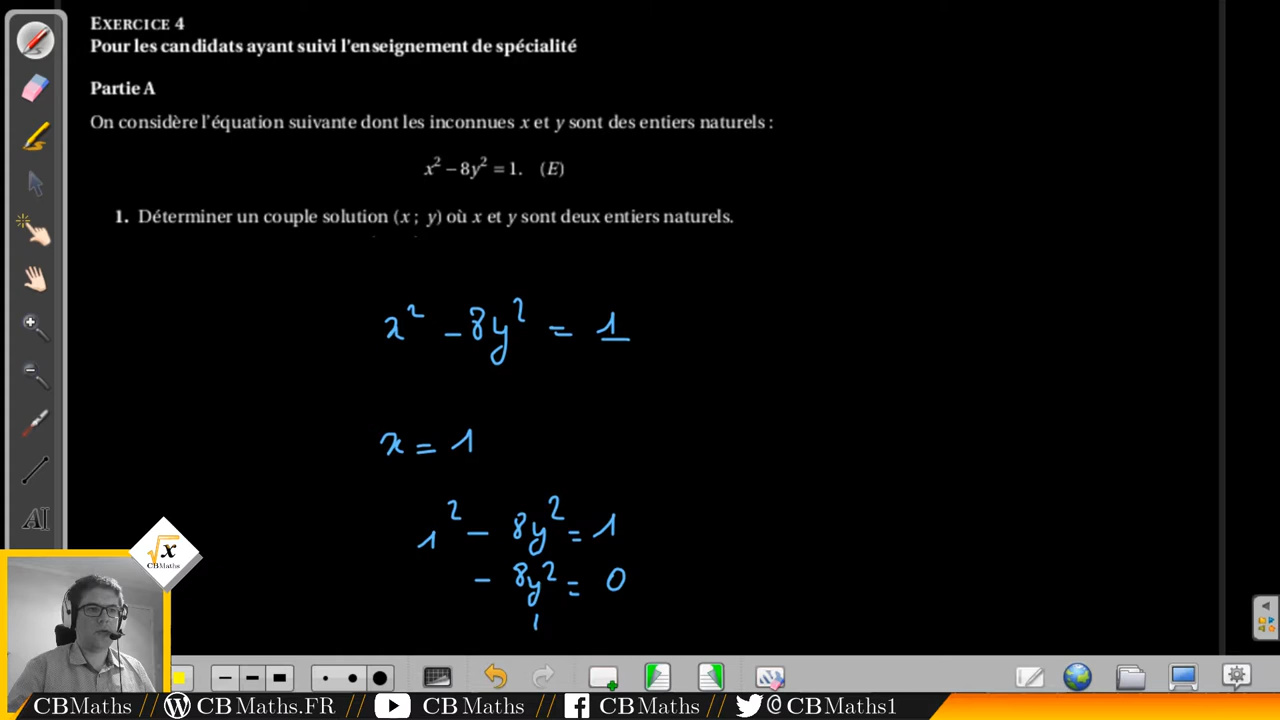 EXERCICE 4
Pour les candidats ayant suivi l'enseignement de spécialité
Partie A
On considère l'équation suivante dont les inconnues x et y sont des entiers naturels :
x² − 8y² = 1. (E)
1. Déterminer un couple solution (x ; y) où x et y sont deux entiers naturels.
x² − 8y² = 1
x = 1
1² − 8y² = 1
− 8y² = 0
AI
√x
CBMaths
CBMaths CBMaths.FR CBMaths CBMaths @CBMaths1